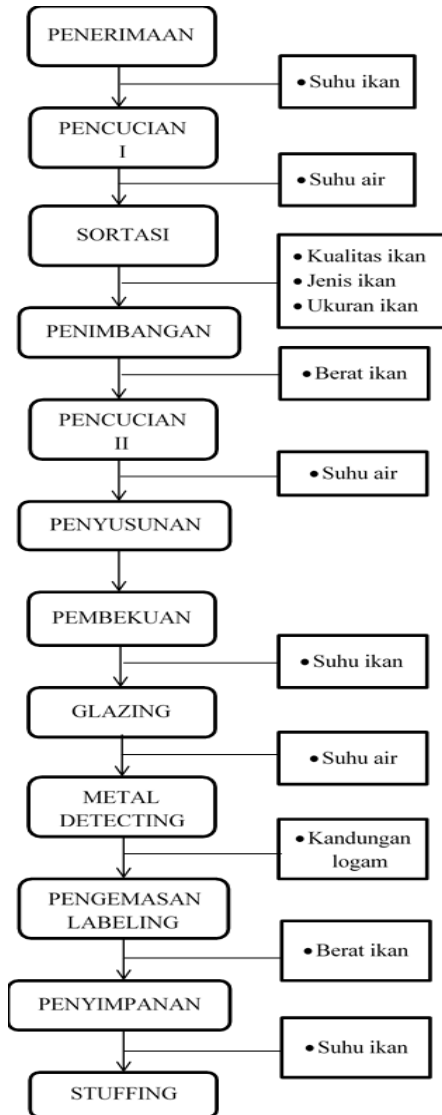 PENERIMAAN
• Suhu ikan
PENCUCIAN
I
• Suhu air
SORTASI
• Kualitas ikan
• Jenis ikan
• Ukuran ikan
PENIMBANGAN
• Berat ikan
PENCUCIAN
II
• Suhu air
PENYUSUNAN
PEMBEKUAN
• Suhu ikan
GLAZING
• Suhu air
METAL
DETECTING
• Kandungan
logam
PENGEMASAN
LABELING
• Berat ikan
PENYIMPANAN
• Suhu ikan
STUFFING